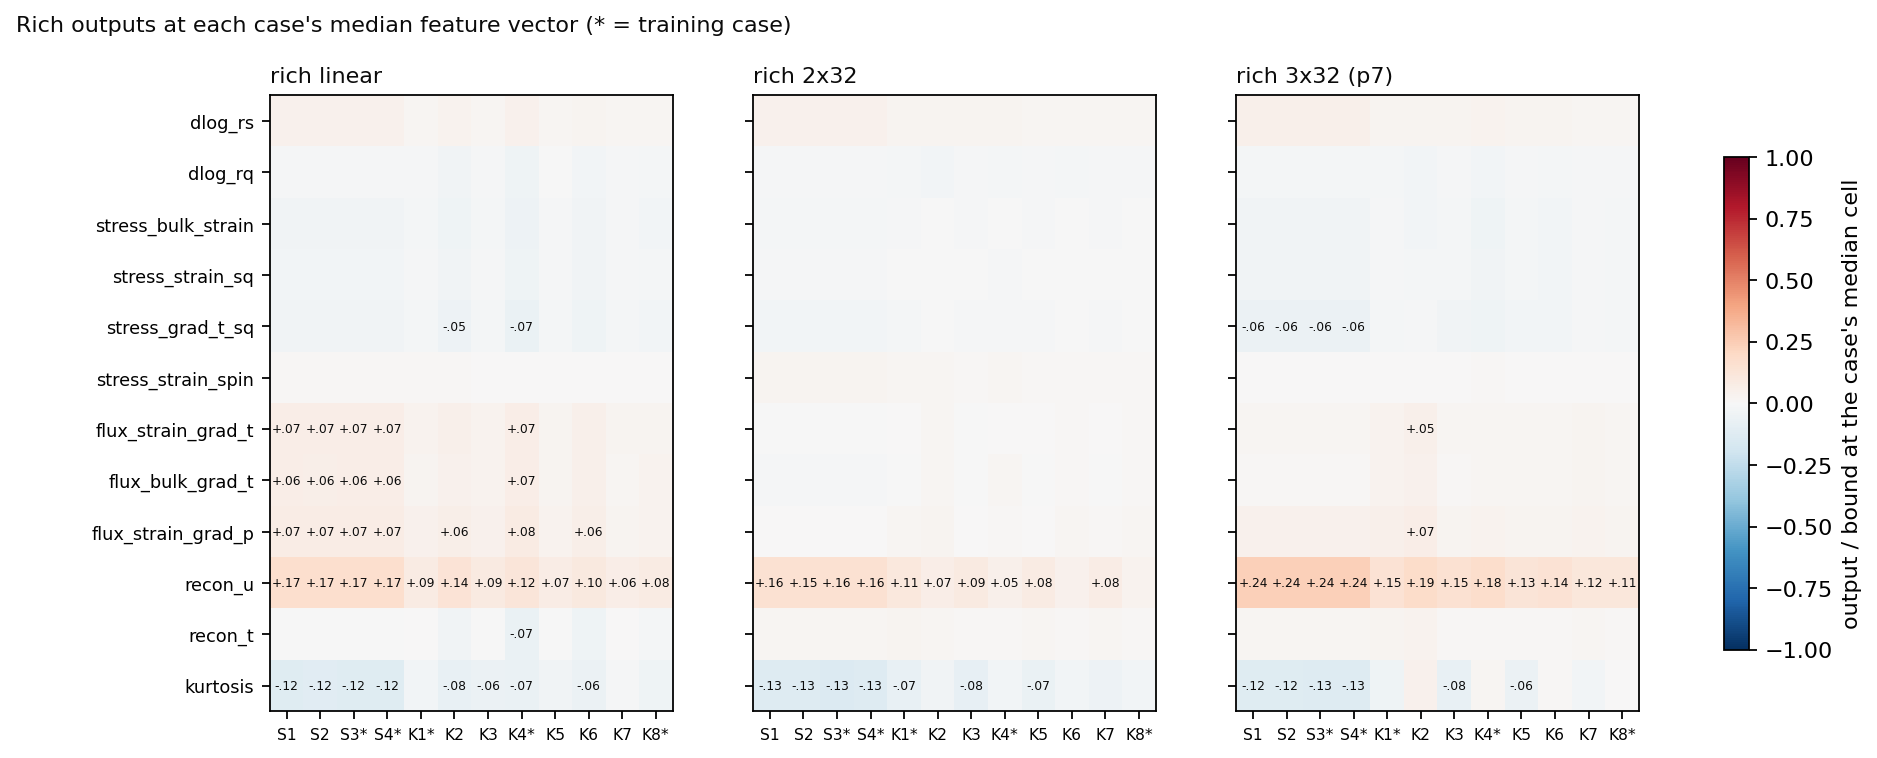 Rich outputs at each case's median feature vector (* = training case)
rich linear
rich 2x32
rich 3x32 (p7)
dlog_rs
dlog_rq
stress_bulk_strain
stress_strain_sq
stress_grad_t_sq
-.05 -.07
-.06 -.06 -.06 -.06
stress_strain_spin
flux_strain_grad_t
+.07 +.07 +.07 +.07 +.07
+.05
flux_bulk_grad_t
+.06 +.06 +.06 +.06 +.07
flux_strain_grad_p
+.07 +.07 +.07 +.07 +.06 +.08 +.06
+.07
recon_u
+.17 +.17 +.17 +.17 +.09 +.14 +.09 +.12 +.07 +.10 +.06 +.08
+.16 +.15 +.16 +.16 +.11 +.07 +.09 +.05 +.08 +.08
+.24 +.24 +.24 +.24 +.15 +.19 +.15 +.18 +.13 +.14 +.12 +.11
recon_t
-.07
kurtosis
-.12 -.12 -.12 -.12 -.08 -.06 -.07 -.06
-.13 -.13 -.13 -.13 -.07 -.08 -.07
-.12 -.12 -.13 -.13 -.08 -.06
S1 S2 S3* S4* K1* K2 K3 K4* K5 K6 K7 K8*
S1 S2 S3* S4* K1* K2 K3 K4* K5 K6 K7 K8*
S1 S2 S3* S4* K1* K2 K3 K4* K5 K6 K7 K8*
1.00
0.75
0.50
0.25
0.00
−0.25
−0.50
−0.75
−1.00
output / bound at the case's median cell